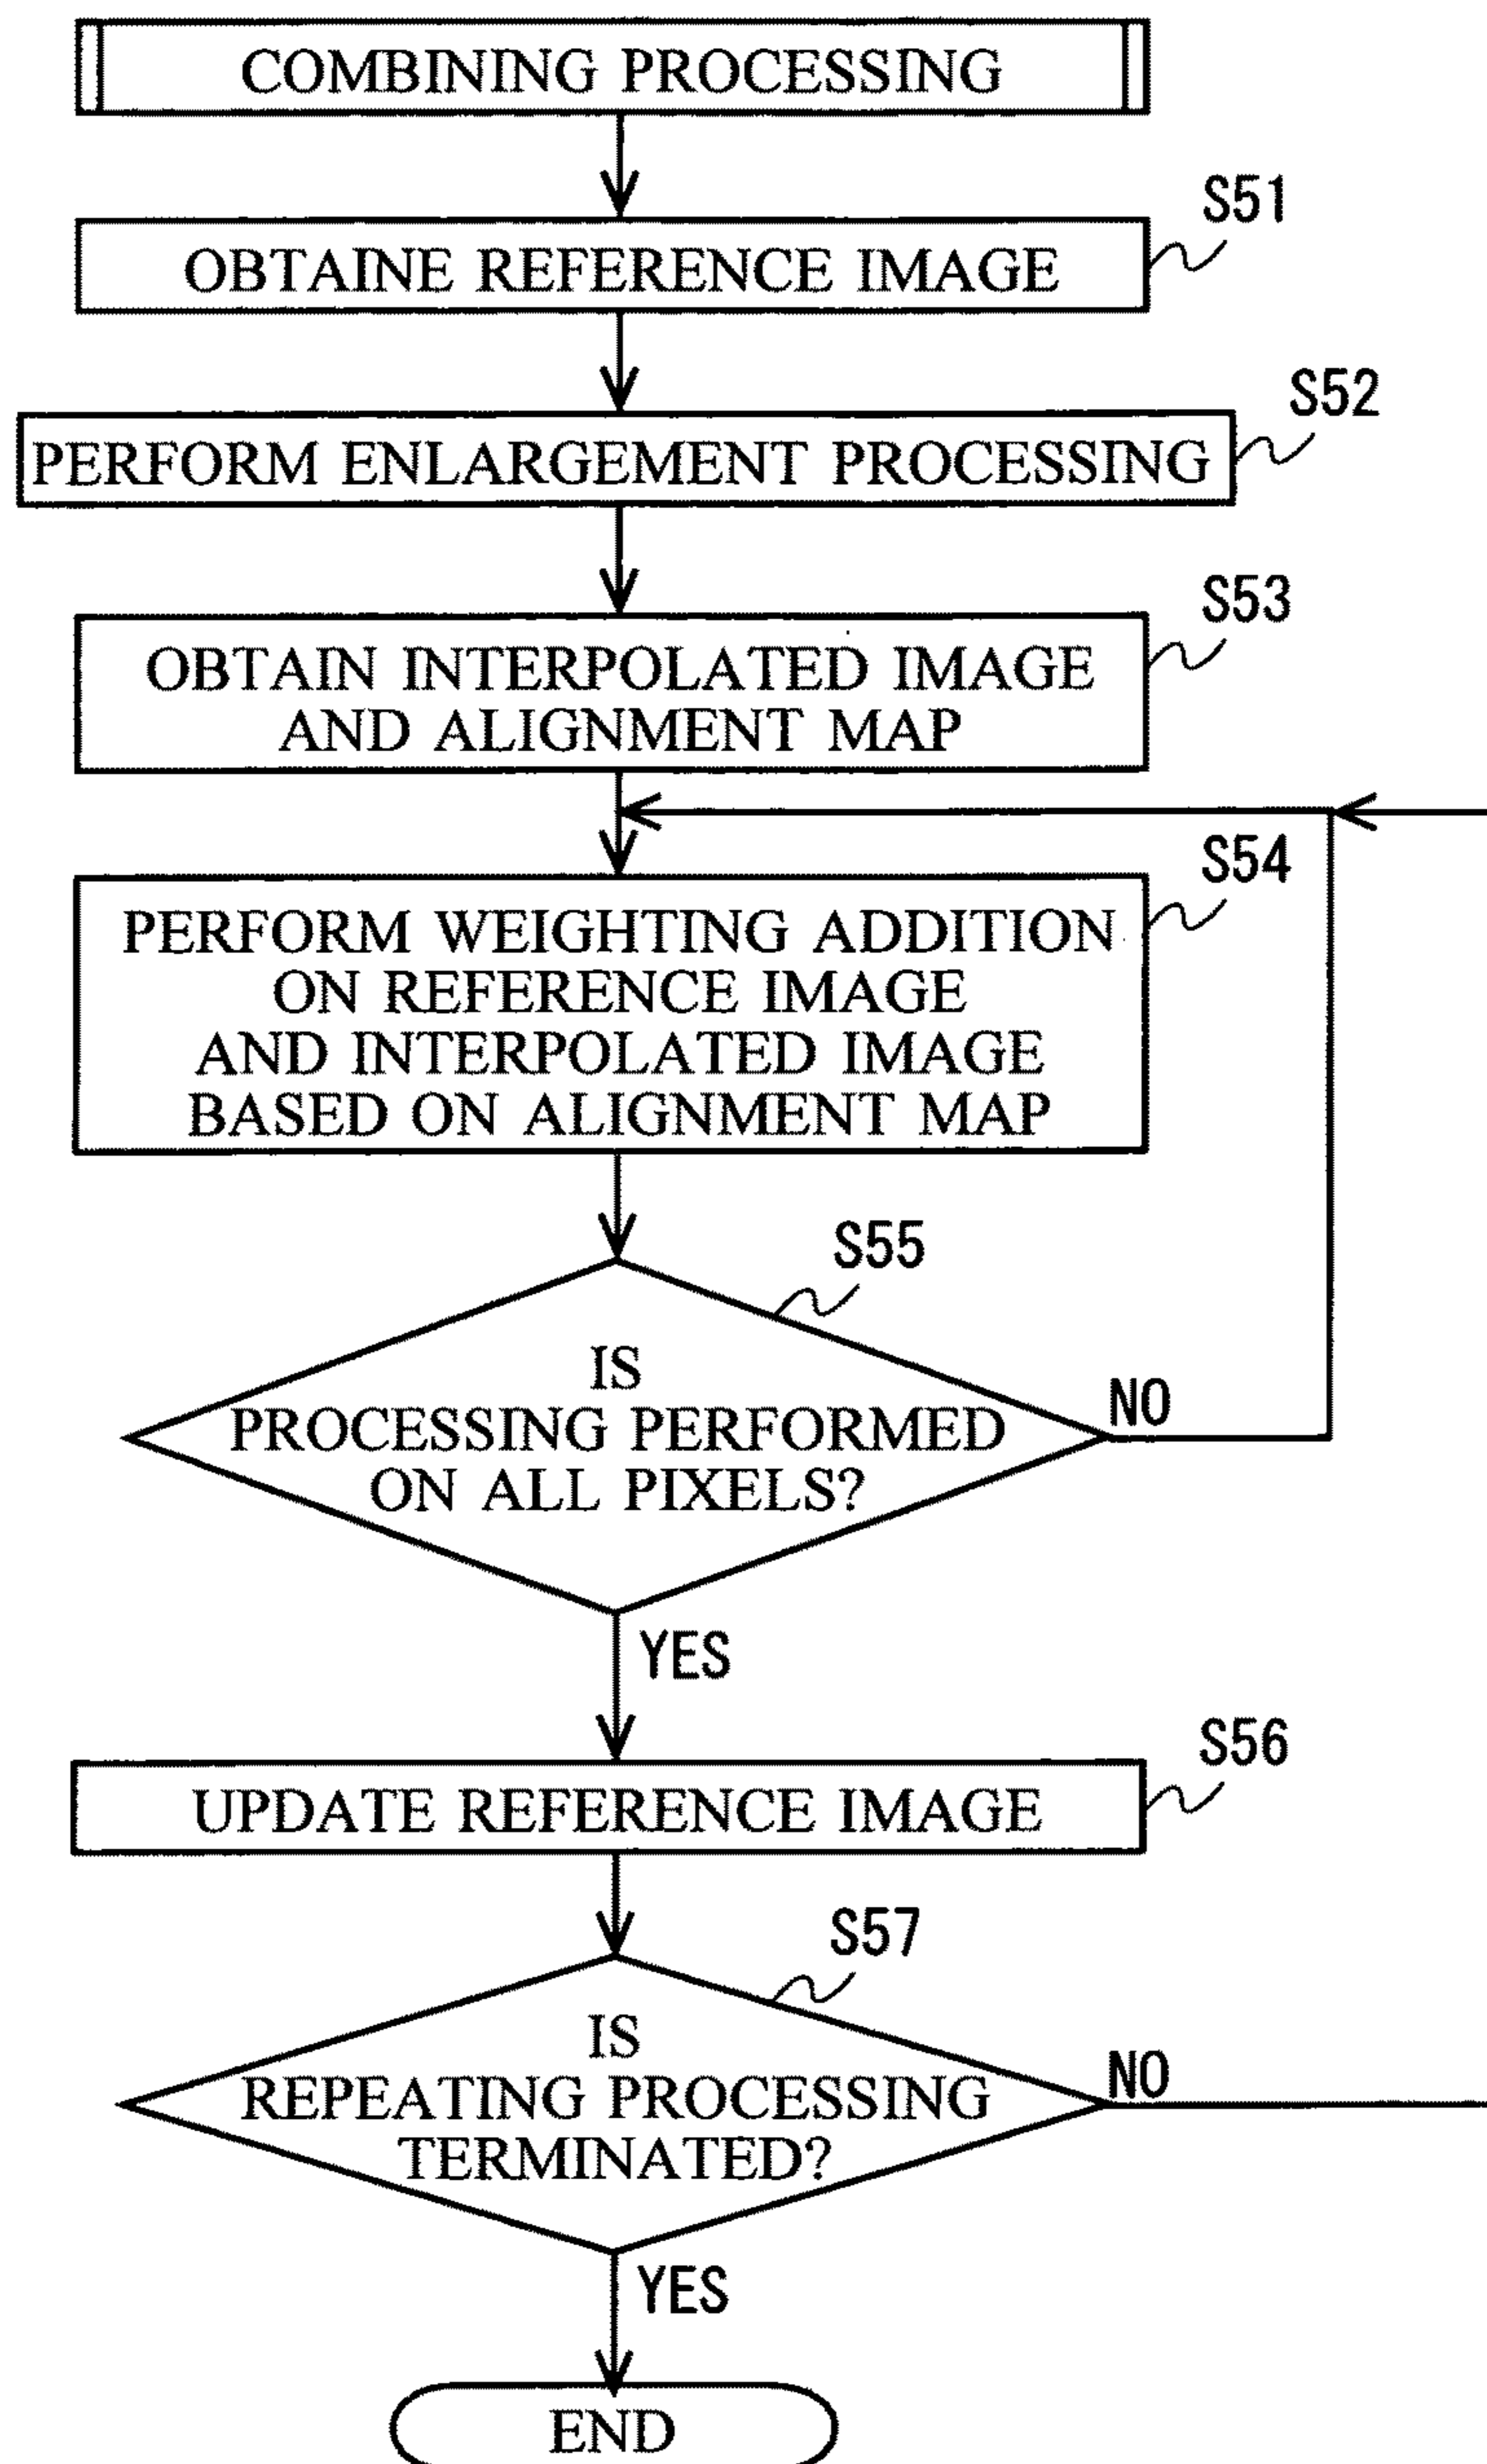 COMBINING PROCESSING
S51
OBTAINE REFERENCE IMAGE
S52
PERFORM ENLARGEMENT PROCESSING
S53
OBTAIN INTERPOLATED IMAGE
AND ALIGNMENT MAP
S54
PERFORM WEIGHTING ADDITION
ON REFERENCE IMAGE
AND INTERPOLATED IMAGE
BASED ON ALIGNMENT MAP
S55
IS
PROCESSING PERFORMED
ON ALL PIXELS?
NO
YES
S56
UPDATE REFERENCE IMAGE
S57
IS
REPEATING PROCESSING
TERMINATED?
NO
YES
END